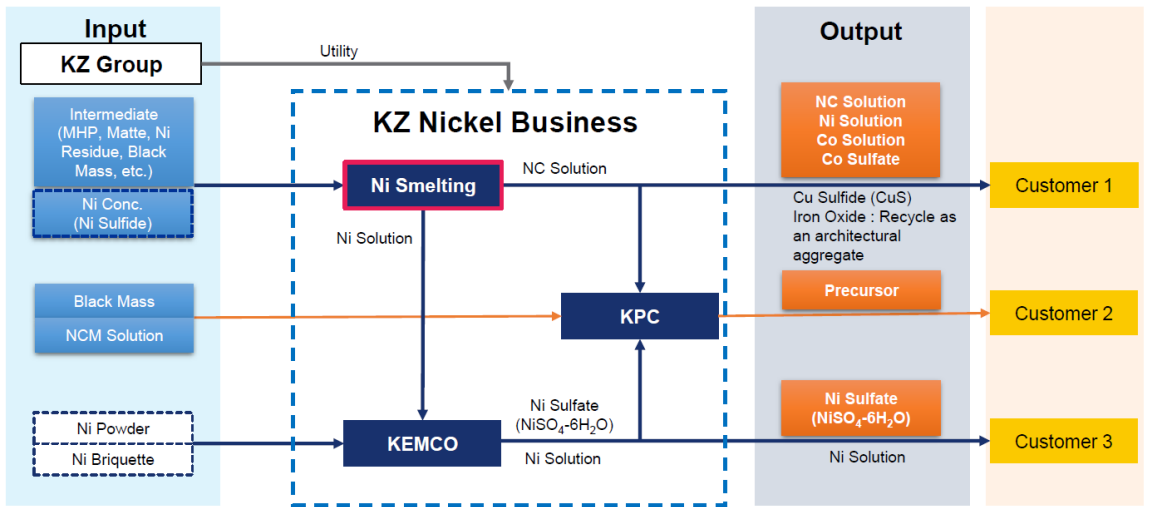 Input
KZ Group
Utility
Intermediate
(MHP, Matte, Ni
Residue, Black
Mass, etc.)
Ni Conc.
(Ni Sulfide)
Black Mass
NCM Solution
Ni Powder
Ni Briquette
KZ Nickel Business
Ni Smelting
NC Solution
Ni Solution
KPC
KEMCO
Ni Sulfate
(NiSO₄-6H₂O)
Ni Solution
Output
NC Solution
Ni Solution
Co Solution
Co Sulfate
Cu Sulfide (CuS)
Iron Oxide : Recycle as
an architectural
aggregate
Precursor
Ni Sulfate
(NiSO₄-6H₂O)
Ni Solution
Customer 1
Customer 2
Customer 3